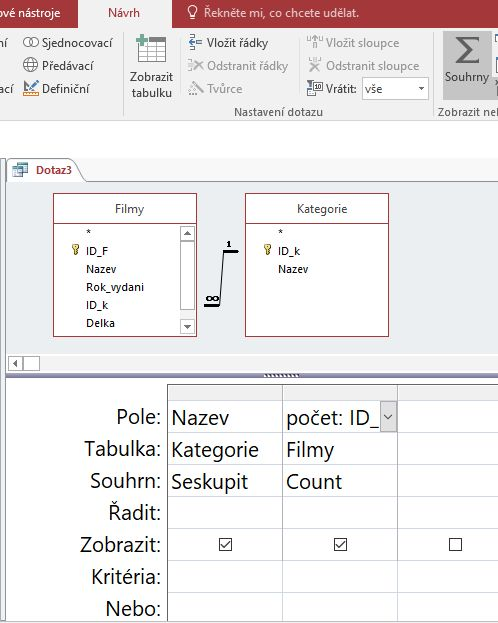 ové nástroje Návrh Řekněte mi, co chcete udělat.
ní Sjednocovací Vložit řádky Vložit sloupce
Předávací Odstranit řádky Odstranit sloupce
ací Definiční Zobrazit tabulku Tvůrce Vrátit: vše Souhrny
Nastavení dotazu Zobrazit nel
Dotaz3
Filmy
*
ID_F
Nazev
Rok_vydani
ID_k
Delka
1
∞
Kategorie
*
ID_k
Nazev
Pole: Nazev počet: ID_
Tabulka: Kategorie Filmy
Souhrn: Seskupit Count
Řadit:
Zobrazit:
Kritéria:
Nebo: